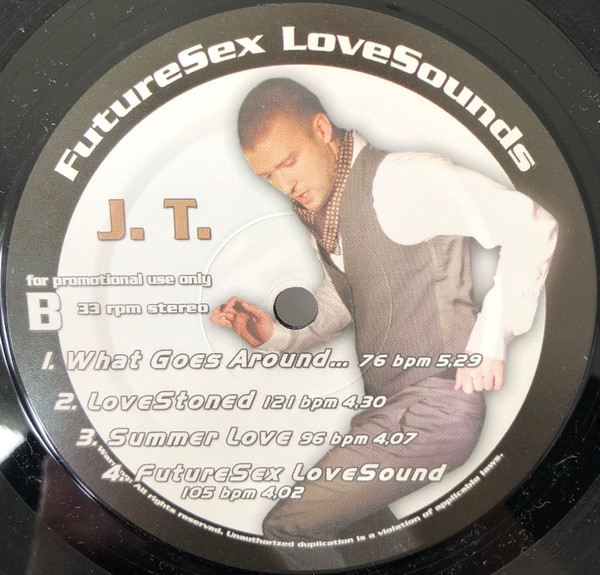 FutureSex LoveSounds
J. T.
for promotional use only
B 33 rpm stereo
1. What Goes Around... 76 bpm 5,29
2. LoveStoned 121 bpm 4,30
3. Summer Love 96 bpm 4,07
4. FutureSex LoveSound
105 bpm 4,02
All rights reserved. Unauthorized duplication is a violation of applicable laws.